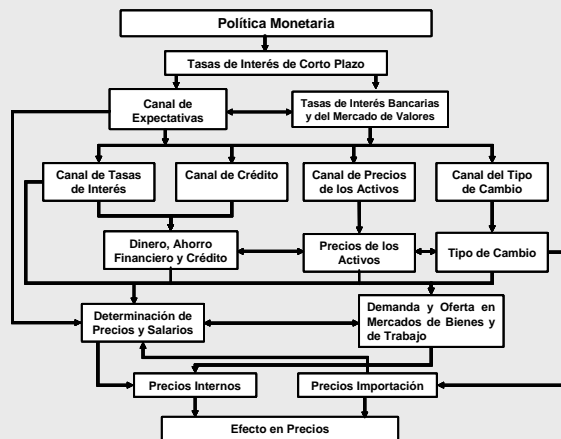 Política Monetaria
Tasas de Interés de Corto Plazo
Canal de
Expectativas
Tasas de Interés Bancarias
y del Mercado de Valores
Canal de Tasas
de Interés
Canal de Crédito
Canal de Precios
de los Activos
Canal del Tipo
de Cambio
Dinero, Ahorro
Financiero y Crédito
Precios de los
Activos
Tipo de Cambio
Determinación de
Precios y Salarios
Demanda y Oferta en
Mercados de Bienes y
de Trabajo
Precios Internos
Precios Importación
Efecto en Precios